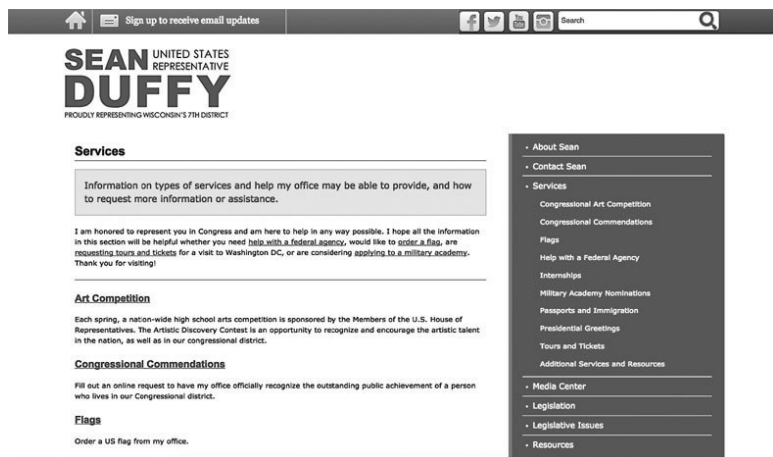 Sign up to receive email updates
You Tube
Search
SEAN UNITED STATES REPRESENTATIVE
DUFFY
PROUDLY REPRESENTING WISCONSIN'S 7TH DISTRICT
Services
Information on types of services and help my office may be able to provide, and how
to request more information or assistance.
I am honored to represent you in Congress and am here to help in any way possible. I hope all the information
in this section will be helpful whether you need help with a federal agency, would like to order a flag, are
requesting tours and tickets for a visit to Washington DC, or are considering applying to a military academy.
Thank you for visiting!
Art Competition
Each spring, a nation-wide high school arts competition is sponsored by the Members of the U.S. House of
Representatives. The Artistic Discovery Contest is an opportunity to recognize and encourage the artistic talent
in the nation, as well as in our congressional district.
Congressional Commendations
Fill out an online request to have my office officially recognize the outstanding public achievement of a person
who lives in our Congressional district.
Flags
Order a US flag from my office.
• About Sean
• Contact Sean
• Services
Congressional Art Competition
Congressional Commendations
Flags
Help with a Federal Agency
Internships
Military Academy Nominations
Passports and Immigration
Presidential Greetings
Tours and Tickets
Additional Services and Resources
• Media Center
• Legislation
• Legislative Issues
• Resources